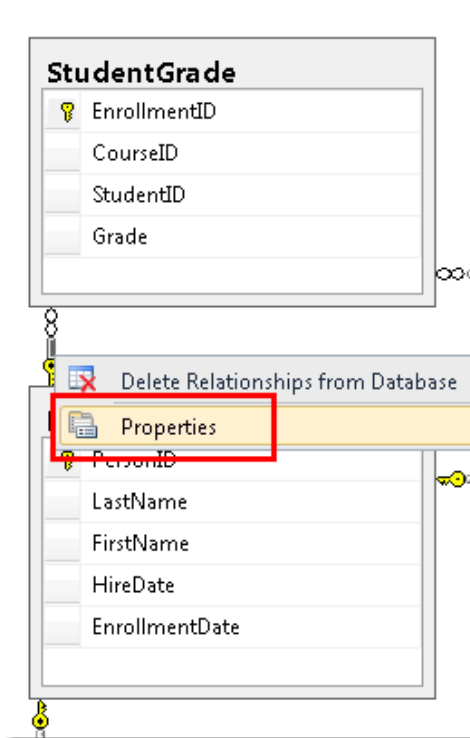 StudentGrade
EnrollmentID
CourseID
StudentID
Grade
Delete Relationships from Database
Properties
PersonID
LastName
FirstName
HireDate
EnrollmentDate